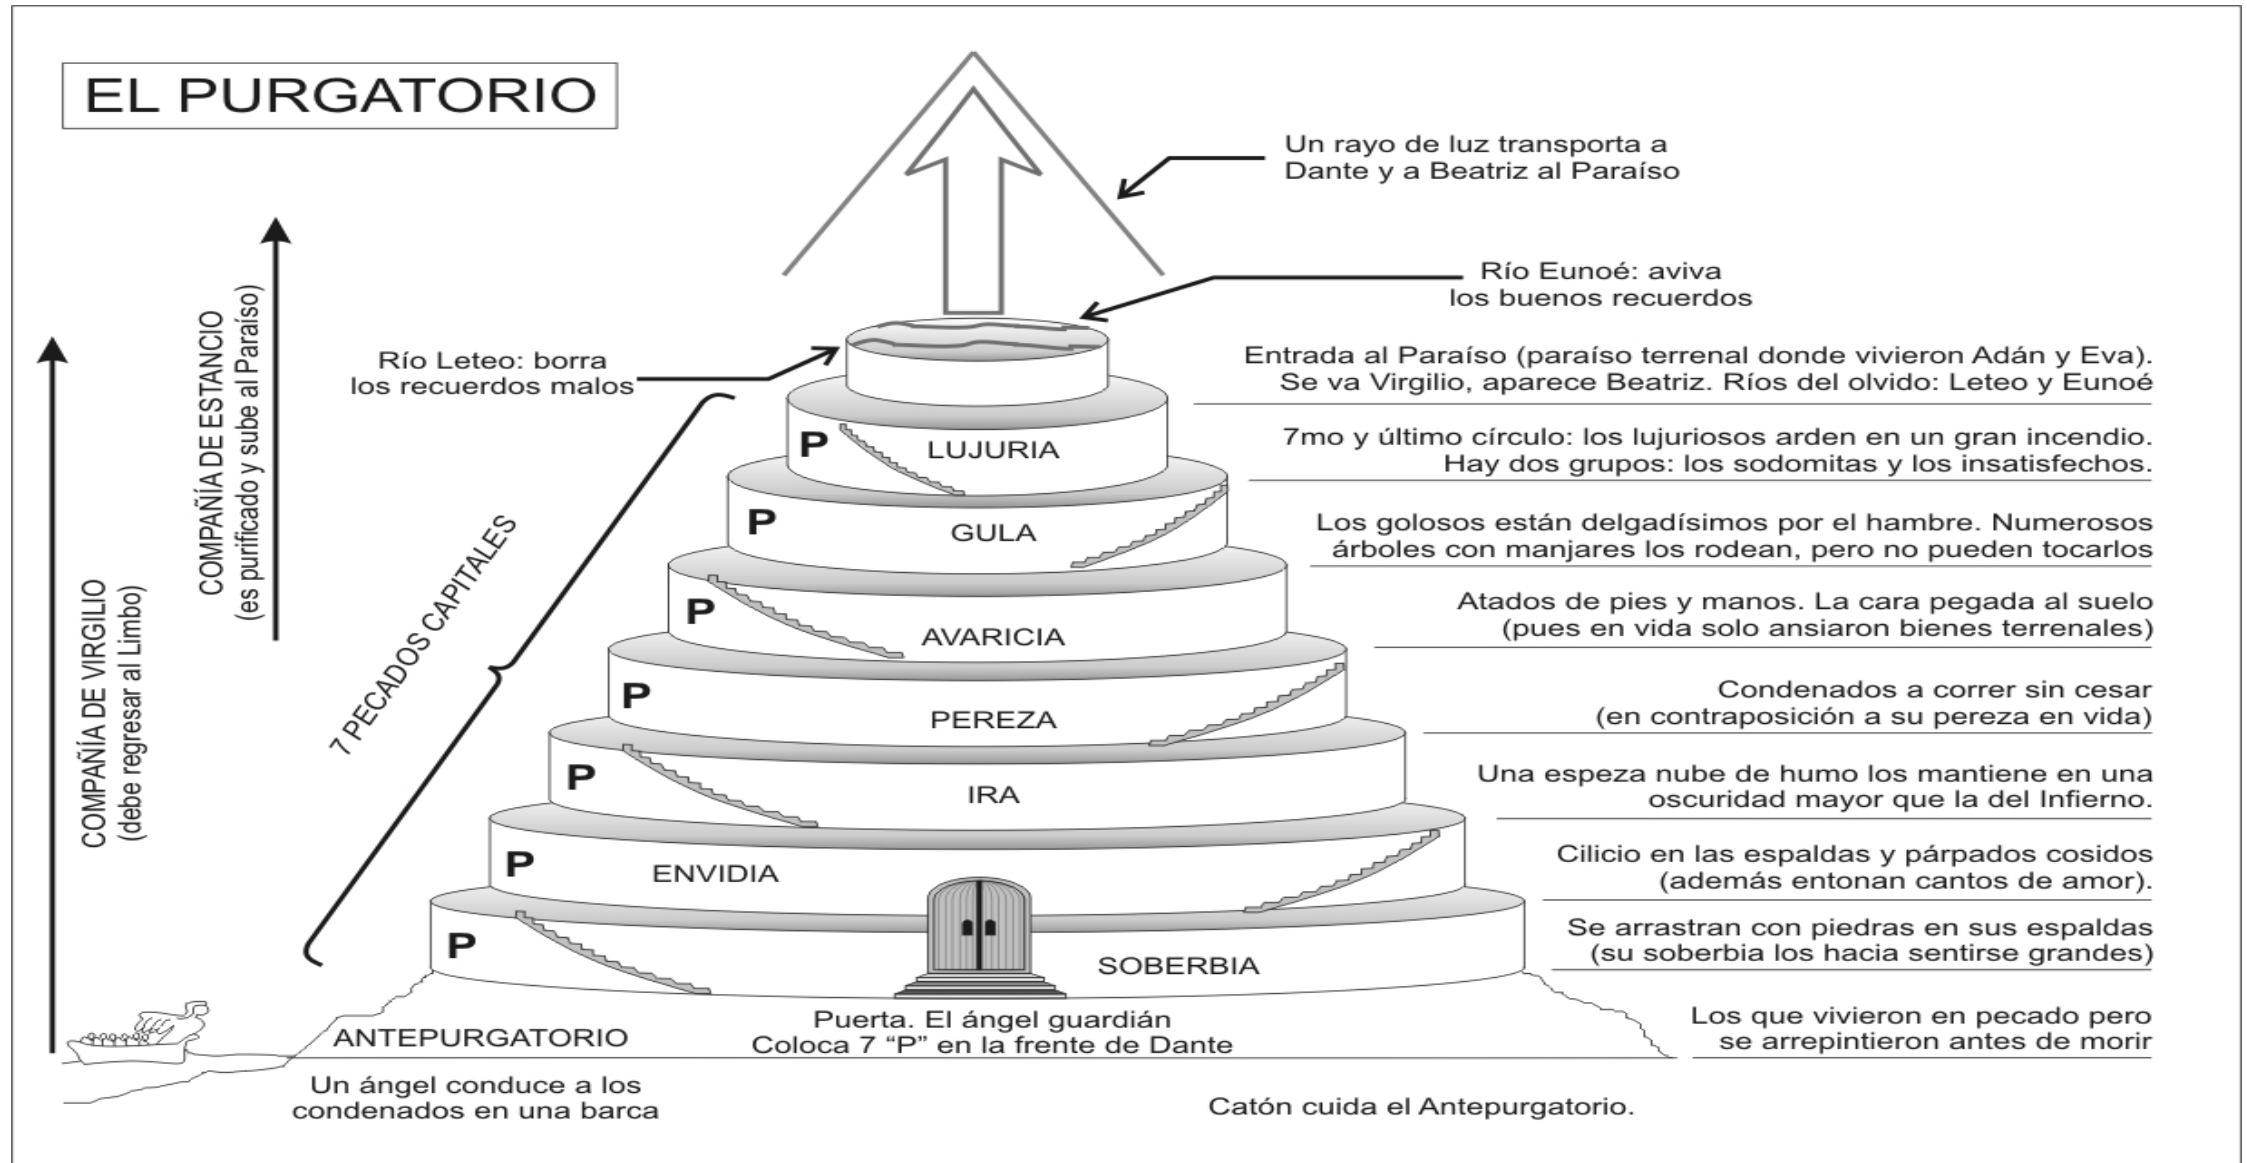 EL PURGATORIO
Un rayo de luz transporta a
Dante y a Beatriz al Paraíso
Río Eunoé: aviva
los buenos recuerdos
Río Leteo: borra
los recuerdos malos
Entrada al Paraíso (paraíso terrenal donde vivieron Adán y Eva).
Se va Virgilio, aparece Beatriz. Ríos del olvido: Leteo y Eunoé
COMPAÑÍA DE VIRGILIO
(debe regresar al Limbo)
COMPAÑÍA DE ESTANCIO
(es purificado y sube al Paraíso)
7 PECADOS CAPITALES
P
LUJURIA
7mo y último círculo: los lujuriosos arden en un gran incendio.
Hay dos grupos: los sodomitas y los insatisfechos.
P
GULA
Los golosos están delgadísimos por el hambre. Numerosos
árboles con manjares los rodean, pero no pueden tocarlos
P
AVARICIA
Atados de pies y manos. La cara pegada al suelo
(pues en vida solo ansiaron bienes terrenales)
P
PEREZA
Condenados a correr sin cesar
(en contraposición a su pereza en vida)
P
IRA
Una espeza nube de humo los mantiene en una
oscuridad mayor que la del Infierno.
P
ENVIDIA
Cilicio en las espaldas y párpados cosidos
(además entonan cantos de amor).
P
SOBERBIA
Se arrastran con piedras en sus espaldas
(su soberbia los hacia sentirse grandes)
ANTEPURGATORIO
Puerta. El ángel guardián
Coloca 7 “P” en la frente de Dante
Los que vivieron en pecado pero
se arrepintieron antes de morir
Un ángel conduce a los
condenados en una barca
Catón cuida el Antepurgatorio.